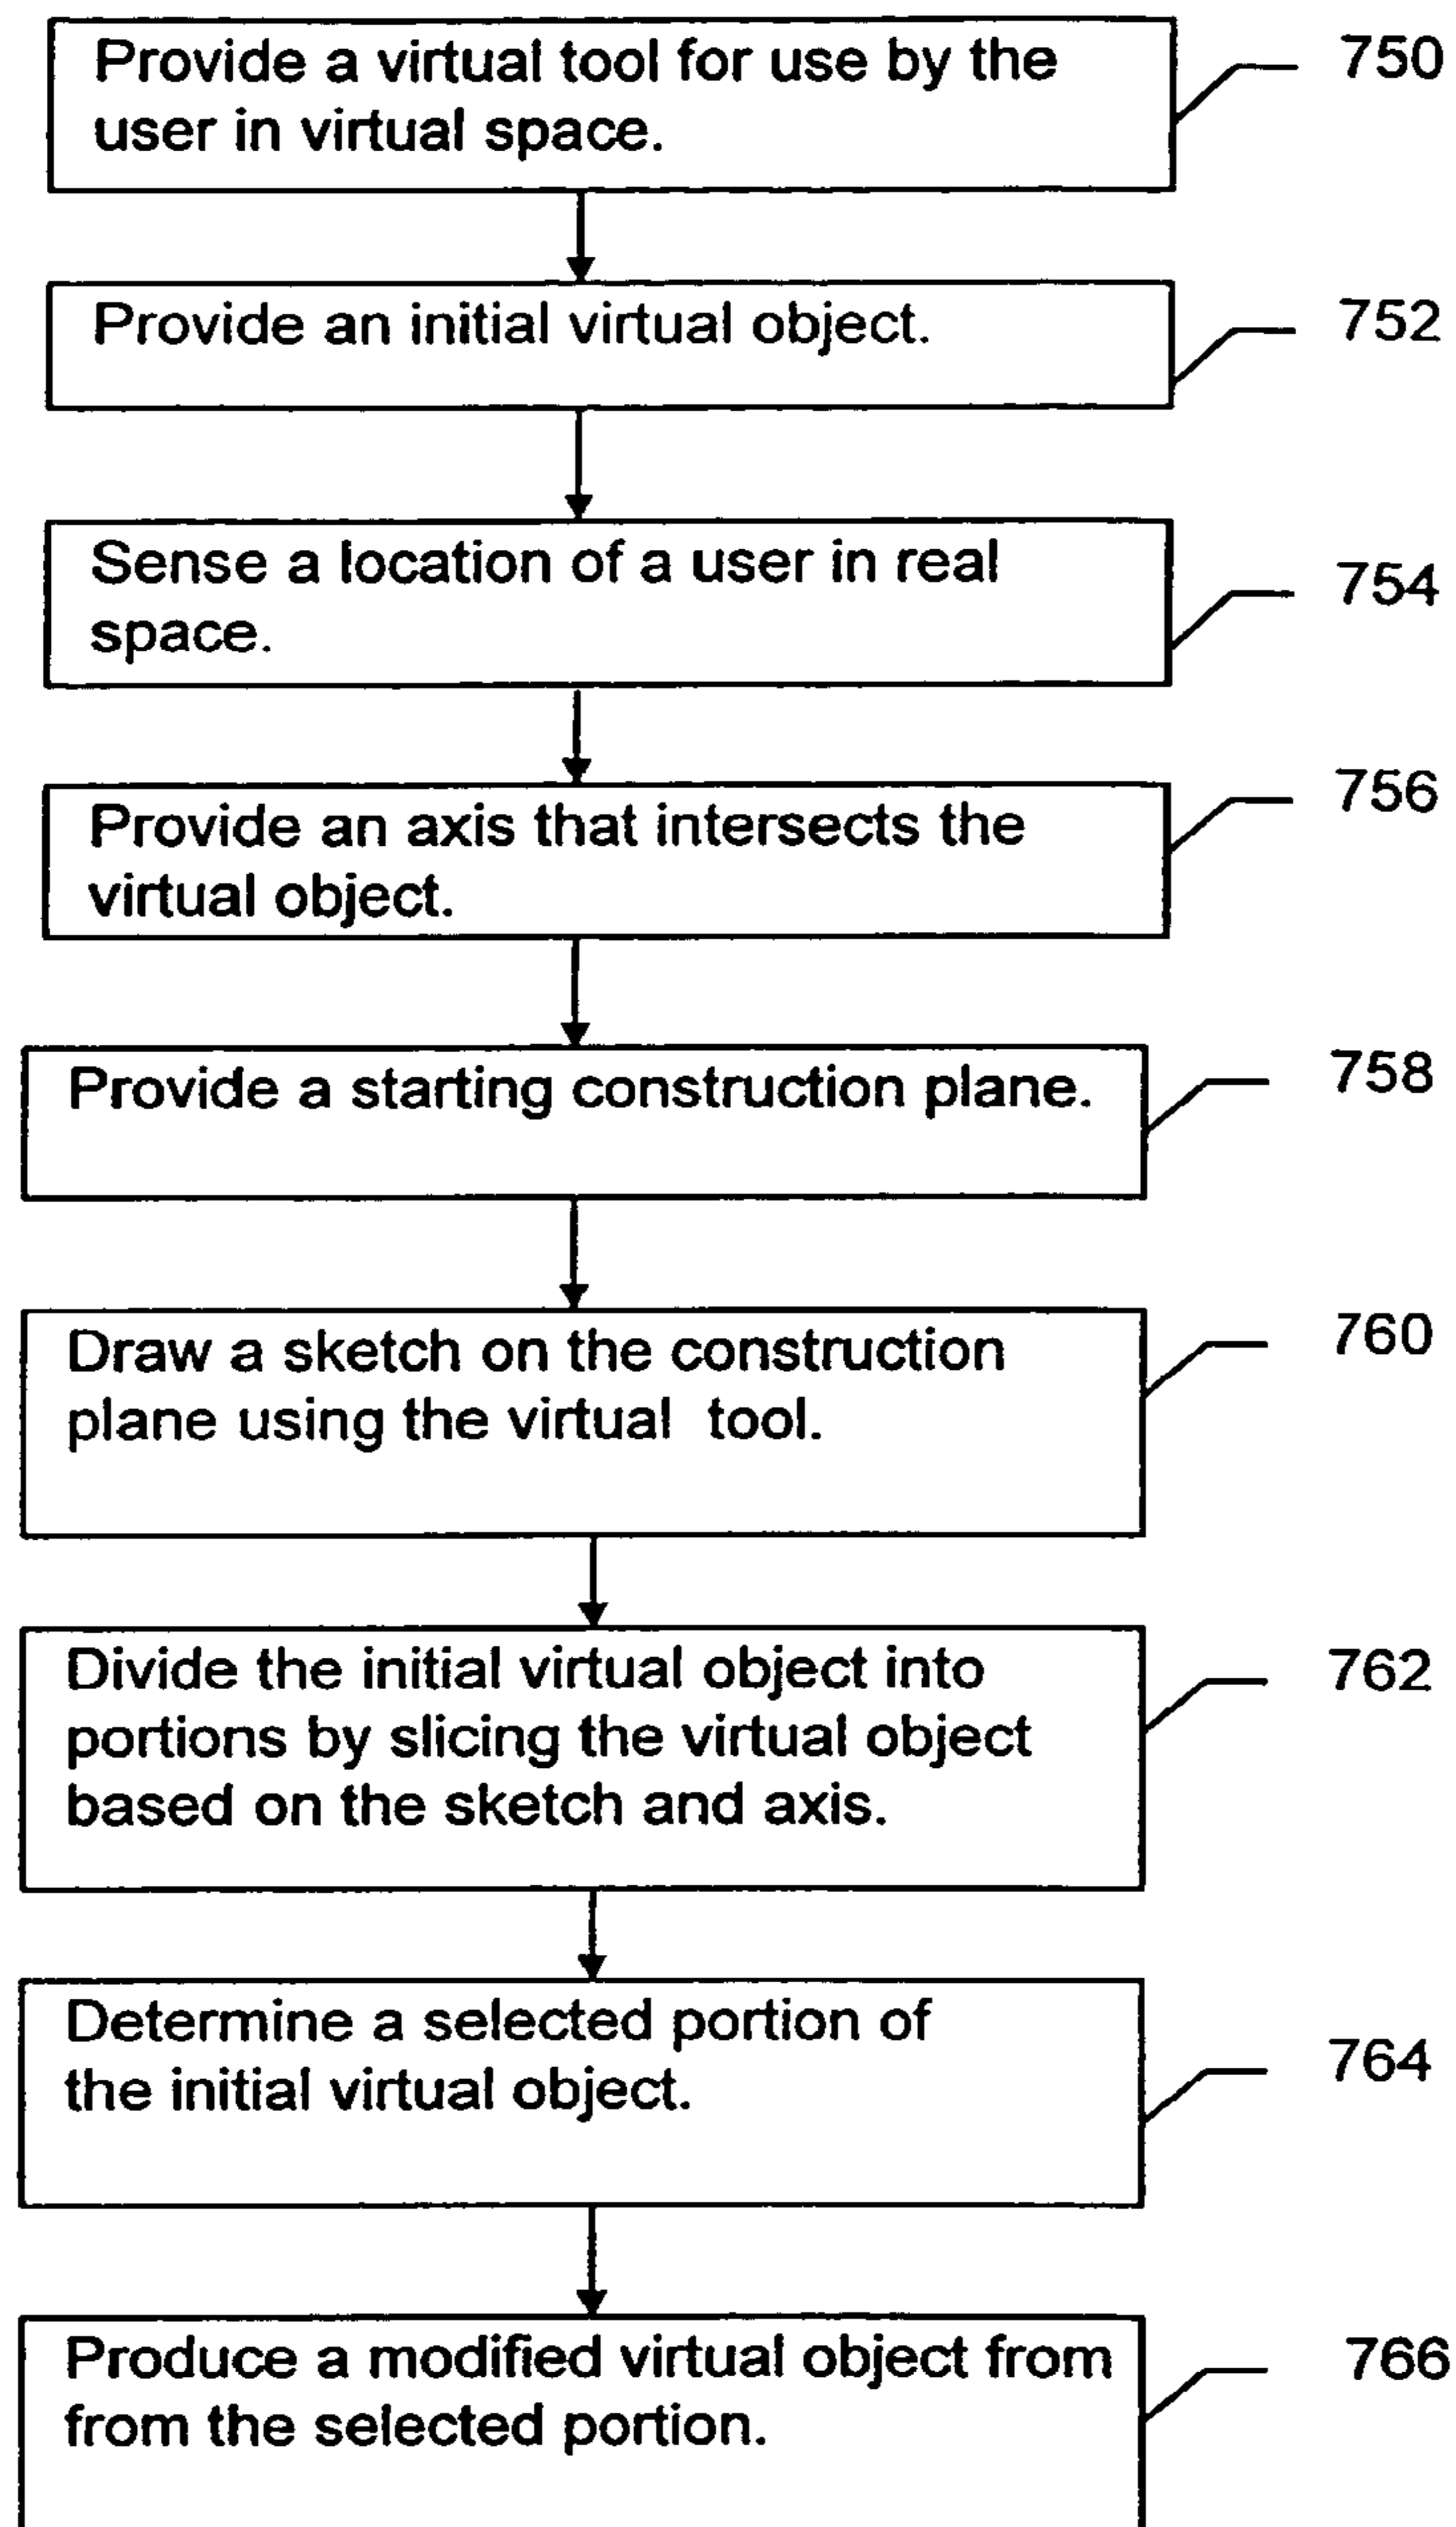 Provide a virtual tool for use by the
user in virtual space.
750
Provide an initial virtual object.
752
Sense a location of a user in real
space.
754
Provide an axis that intersects the
virtual object.
756
Provide a starting construction plane.
758
Draw a sketch on the construction
plane using the virtual tool.
760
Divide the initial virtual object into
portions by slicing the virtual object
based on the sketch and axis.
762
Determine a selected portion of
the initial virtual object.
764
Produce a modified virtual object from
from the selected portion.
766